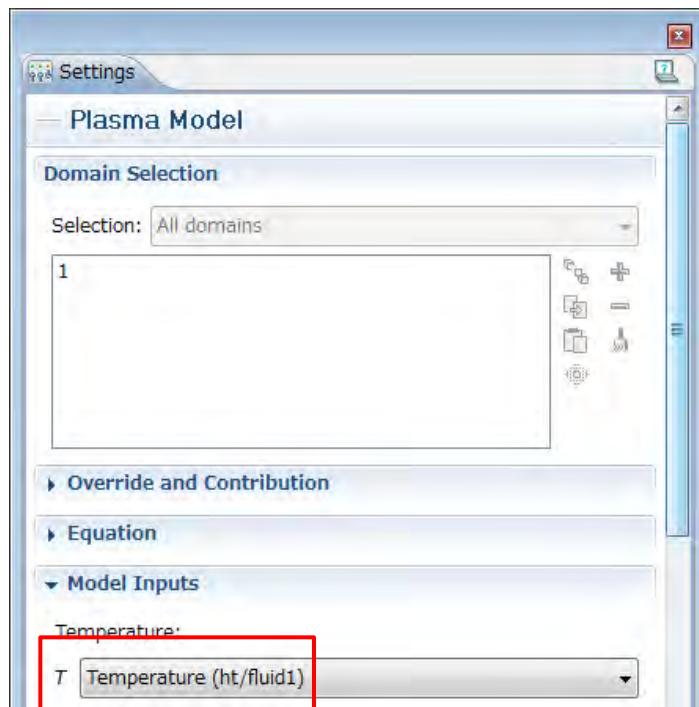 Settings
Plasma Model
Domain Selection
Selection: All domains
1
Override and Contribution
Equation
Model Inputs
Temperature:
T Temperature (ht/fluid1)